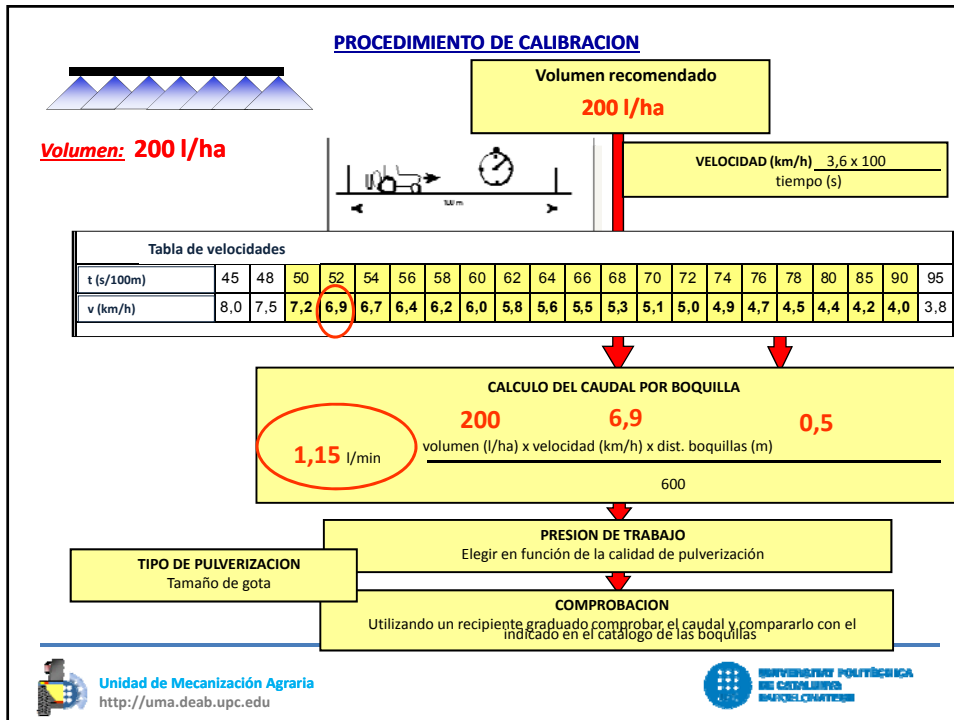 PROCEDIMIENTO DE CALIBRACION
Volumen recomendado
200 l/ha
Volumen: 200 l/ha
VELOCIDAD (km/h) 3,6 x 100
tiempo (s)
100 m
Tabla de velocidades
t (s/100m) 45 48 50 52 54 56 58 60 62 64 66 68 70 72 74 76 78 80 85 90 95
v (km/h) 8,0 7,5 7,2 6,9 6,7 6,4 6,2 6,0 5,8 5,6 5,5 5,3 5,1 5,0 4,9 4,7 4,5 4,4 4,2 4,0 3,8
CALCULO DEL CAUDAL POR BOQUILLA
200 6,9 0,5
1,15 l/min
volumen (l/ha) x velocidad (km/h) x dist. boquillas (m)
600
PRESION DE TRABAJO
Elegir en función de la calidad de pulverización
TIPO DE PULVERIZACION
Tamaño de gota
COMPROBACION
Utilizando un recipiente graduado comprobar el caudal y compararlo con el
indicado en el catálogo de las boquillas
Unidad de Mecanización Agraria
http://uma.deab.upc.edu
UNIVERSITAT POLITÈCNICA
DE CATALUNYA
BARCELONATECH